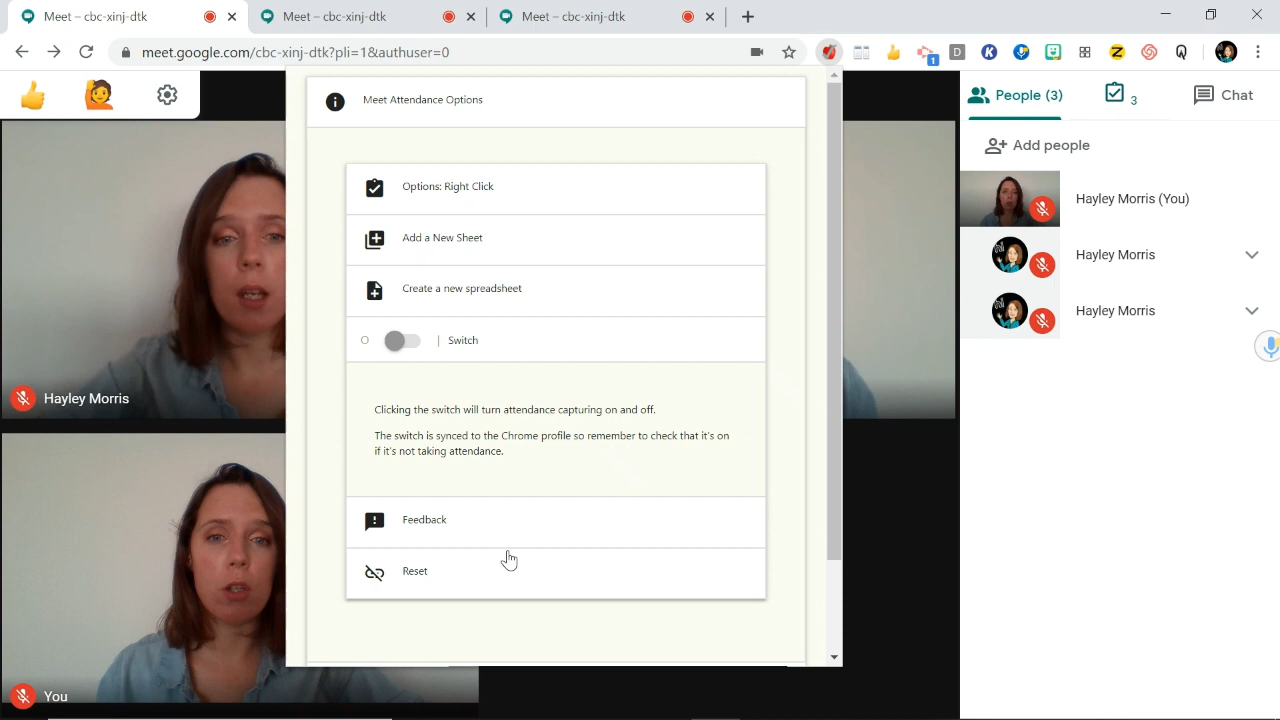 Meet – cbc-xinj-dtk
Meet – cbc-xinj-dtk
Meet – cbc-xinj-dtk
meet.google.com/cbc-xinj-dtk?pli=1&authuser=0
1
D
K
Z
Q
Meet Attendance Options
Options: Right Click
Add a New Sheet
Create a new spreadsheet
O | Switch
Clicking the switch will turn attendance capturing on and off.
The switch is synced to the Chrome profile so remember to check that it's on
if it's not taking attendance.
Feedback
Reset
Hayley Morris
You
People (3)
3
Chat
Add people
Hayley Morris (You)
Hayley Morris
Hayley Morris